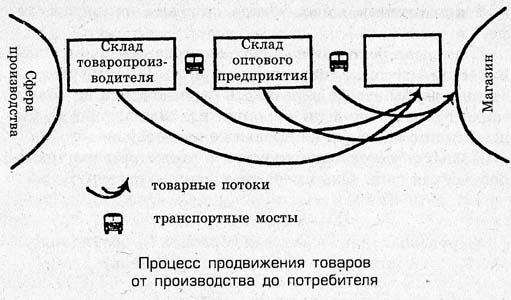 Сфера
производства
Склад
товаропроиз-
водителя
Склад
оптового
предприятия
Магазин
товарные потоки
транспортные мосты
Процесс продвижения товаров
от производства до потребителя